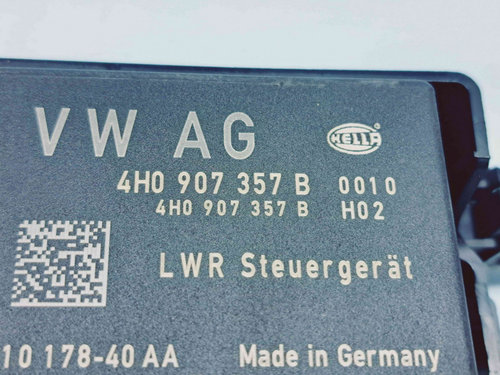 VW AG HELLA
4H0 907 357 B 0010
4H0 907 357 B H02
LWR Steuergerät
10 178-40 AA Made in Germany